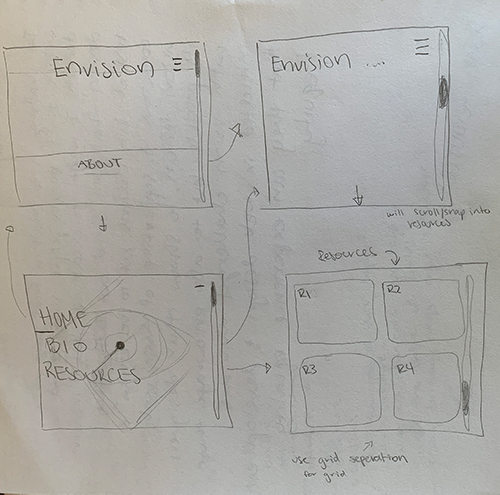 Envision
ABOUT
Envision ....
will scroll/snap into
resources
HOME
BIO
RESOURCES
Resources
R1
R2
R3
R4
use grid seperation
for grid